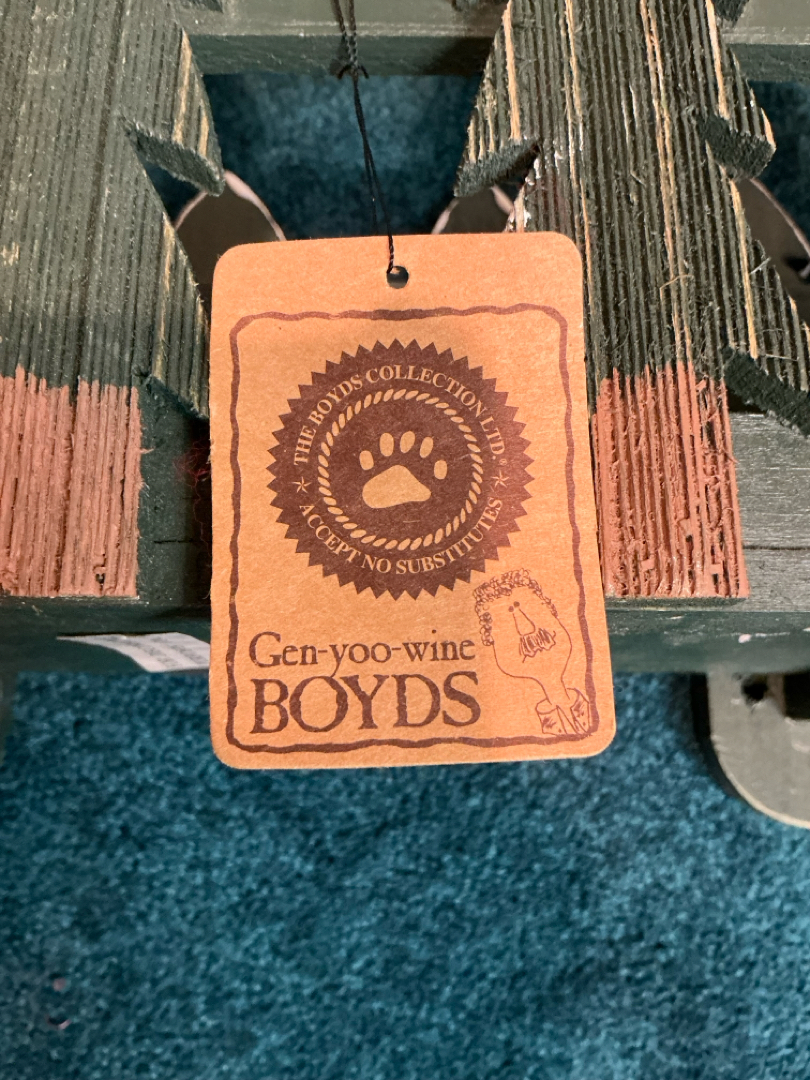 THE BOYDS COLLECTION LTD.
ACCEPT NO SUBSTITUTES
Gen-yoo-wine
BOYDS